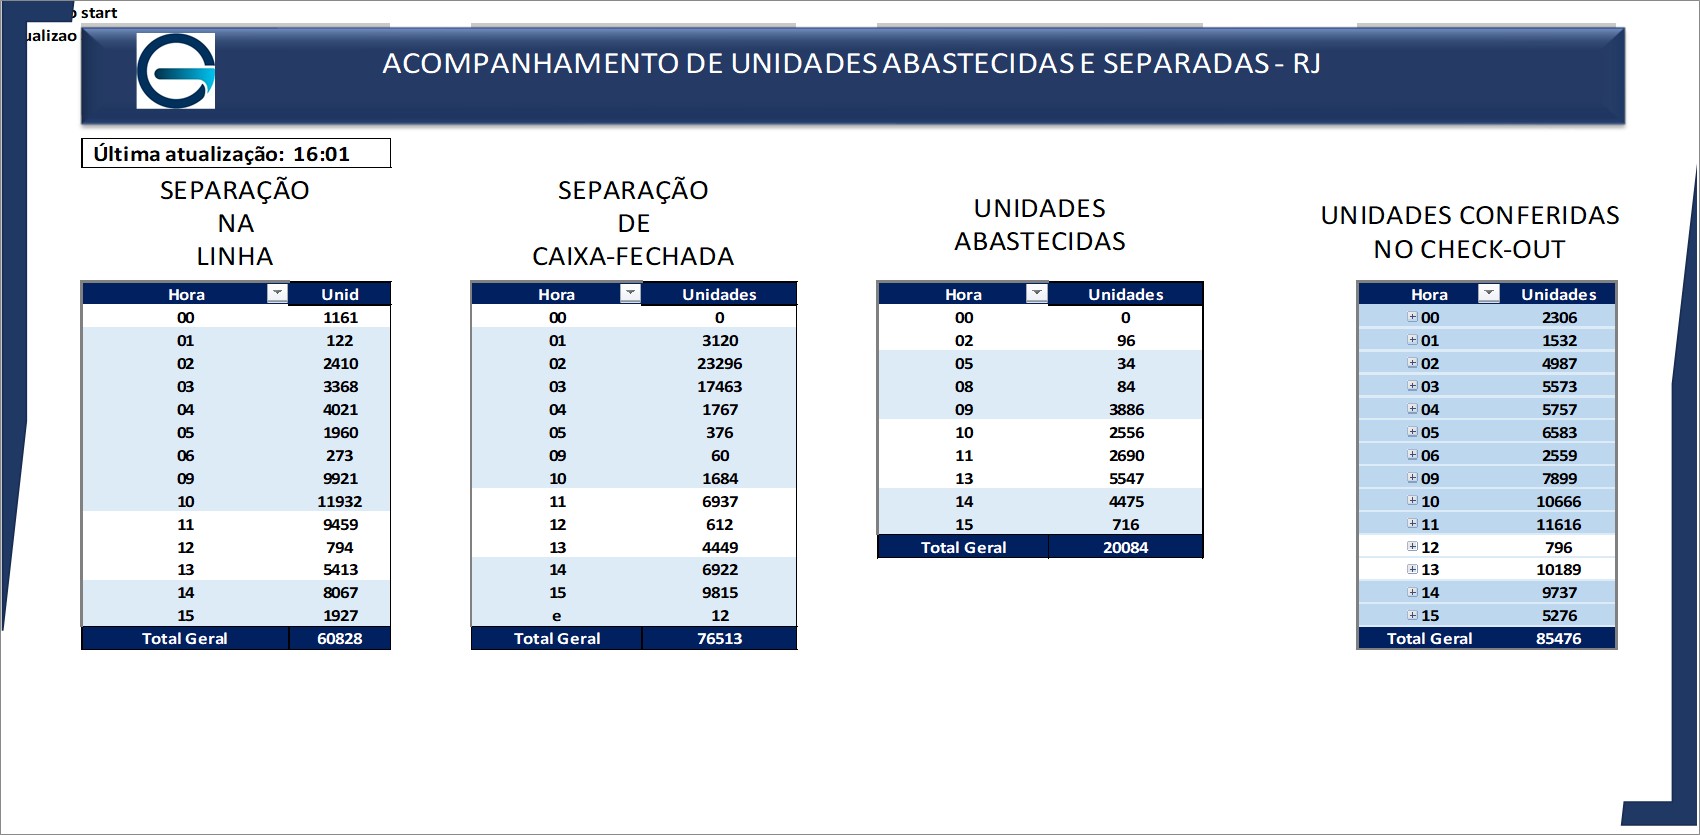 start
ualizao
ACOMPANHAMENTO DE UNIDADES ABASTECIDAS E SEPARADAS - RJ
Última atualização: 16:01
SEPARAÇÃO
NA
LINHA
Hora Unid
00 1161
01 122
02 2410
03 3368
04 4021
05 1960
06 273
09 9921
10 11932
11 9459
12 794
13 5413
14 8067
15 1927
Total Geral 60828
SEPARAÇÃO
DE
CAIXA-FECHADA
Hora Unidades
00 0
01 3120
02 23296
03 17463
04 1767
05 376
09 60
10 1684
11 6937
12 612
13 4449
14 6922
15 9815
e 12
Total Geral 76513
UNIDADES
ABASTECIDAS
Hora Unidades
00 0
02 96
05 34
08 84
09 3886
10 2556
11 2690
13 5547
14 4475
15 716
Total Geral 20084
UNIDADES CONFERIDAS
NO CHECK-OUT
Hora Unidades
00 2306
01 1532
02 4987
03 5573
04 5757
05 6583
06 2559
09 7899
10 10666
11 11616
12 796
13 10189
14 9737
15 5276
Total Geral 85476